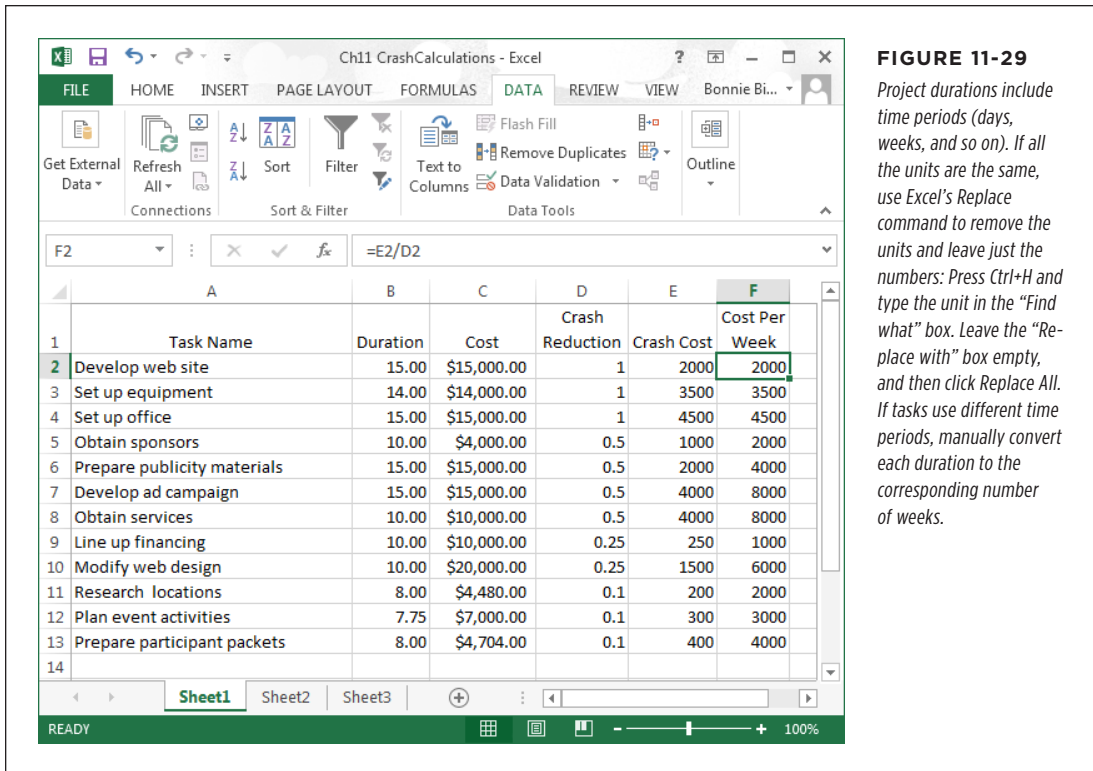 Ch11 CrashCalculations - Excel
?
FILE HOME INSERT PAGE LAYOUT FORMULAS DATA REVIEW VIEW Bonnie Bi...
Get External Data
Refresh All
Connections
A Z
Z A
Z A A Z
Sort
Filter
Sort & Filter
Text to Columns
Flash Fill
Remove Duplicates
Data Validation
Data Tools
Outline
F2 fx =E2/D2
A B C D E F
1 Task Name Duration Cost Crash Reduction Crash Cost Cost Per Week
2 Develop web site 15.00 $15,000.00 1 2000 2000
3 Set up equipment 14.00 $14,000.00 1 3500 3500
4 Set up office 15.00 $15,000.00 1 4500 4500
5 Obtain sponsors 10.00 $4,000.00 0.5 1000 2000
6 Prepare publicity materials 15.00 $15,000.00 0.5 2000 4000
7 Develop ad campaign 15.00 $15,000.00 0.5 4000 8000
8 Obtain services 10.00 $10,000.00 0.5 4000 8000
9 Line up financing 10.00 $10,000.00 0.25 250 1000
10 Modify web design 10.00 $20,000.00 0.25 1500 6000
11 Research locations 8.00 $4,480.00 0.1 200 2000
12 Plan event activities 7.75 $7,000.00 0.1 300 3000
13 Prepare participant packets 8.00 $4,704.00 0.1 400 4000
14
Sheet1 Sheet2 Sheet3
READY 100%
FIGURE 11-29
Project durations include
time periods (days,
weeks, and so on). If all
the units are the same,
use Excel's Replace
command to remove the
units and leave just the
numbers: Press Ctrl+H and
type the unit in the “Find
what” box. Leave the “Re-
place with” box empty,
and then click Replace All.
If tasks use different time
periods, manually convert
each duration to the
corresponding number
of weeks.